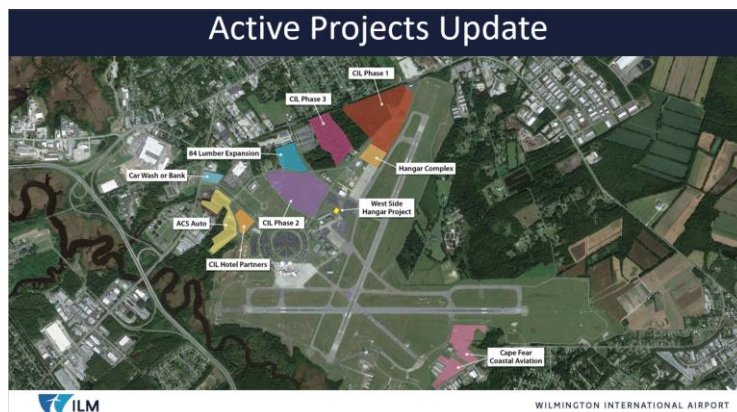 Active Projects Update
CIL Phase 1
CIL Phase 3
84 Lumber Expansion
Car Wash or Bank
Hangar Complex
West Side
Hangar Project
ACS Auto
CIL Phase 2
CIL Hotel Partners
Cape Fear
Coastal Aviation
ILM
WILMINGTON INTERNATIONAL AIRPORT